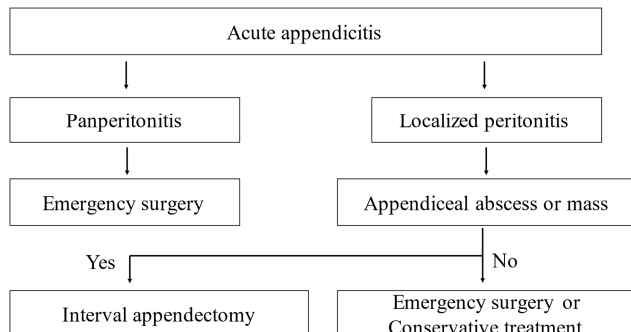 Acute appendicitis
Panperitonitis
Localized peritonitis
Emergency surgery
Appendiceal abscess or mass
Yes
No
Interval appendectomy
Emergency surgery or
Conservative treatment